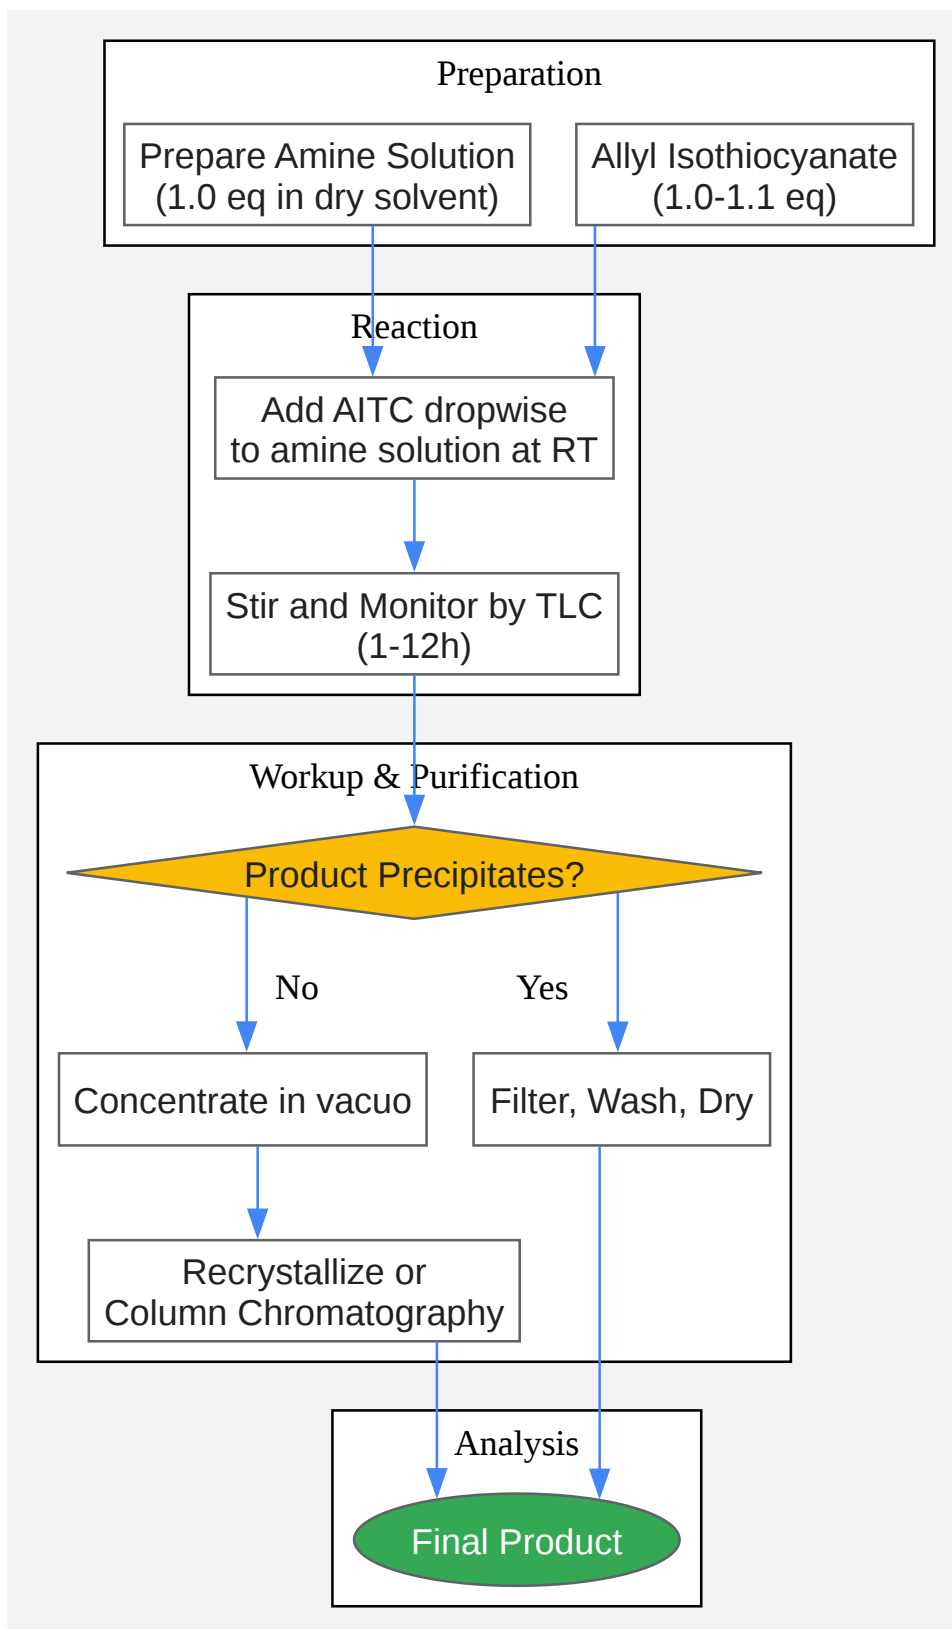 Preparation
Prepare Amine Solution
(1.0 eq in dry solvent)
Allyl Isothiocyanate
(1.0-1.1 eq)
Reaction
Add AITC dropwise
to amine solution at RT
Stir and Monitor by TLC
(1-12h)
Workup & Purification
Product Precipitates?
No
Yes
Concentrate in vacuo
Filter, Wash, Dry
Recrystallize or
Column Chromatography
Analysis
Final Product